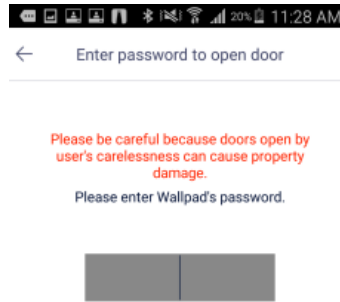 20% 11:28 AM
Enter password to open door
Please be careful because doors open by
user's carelessness can cause property
damage.
Please enter Wallpad's password.